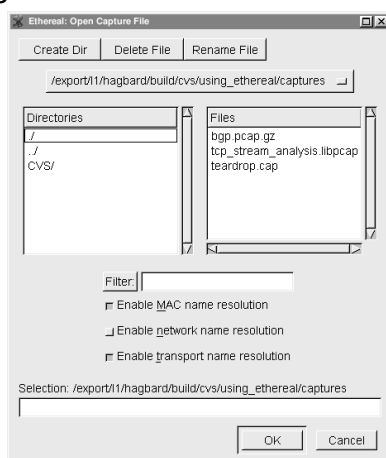 Ethereal: Open Capture File
Create Dir Delete File Rename File
/export/l1/hagbard/build/cvs/using_ethereal/captures
Directories Files
./ bgp.pcap.gz
../ tcp_stream_analysis.libpcap
CVS/ teardrop.cap
Filter:
Enable MAC name resolution
Enable network name resolution
Enable transport name resolution
Selection: /export/l1/hagbard/build/cvs/using_ethereal/captures
OK Cancel